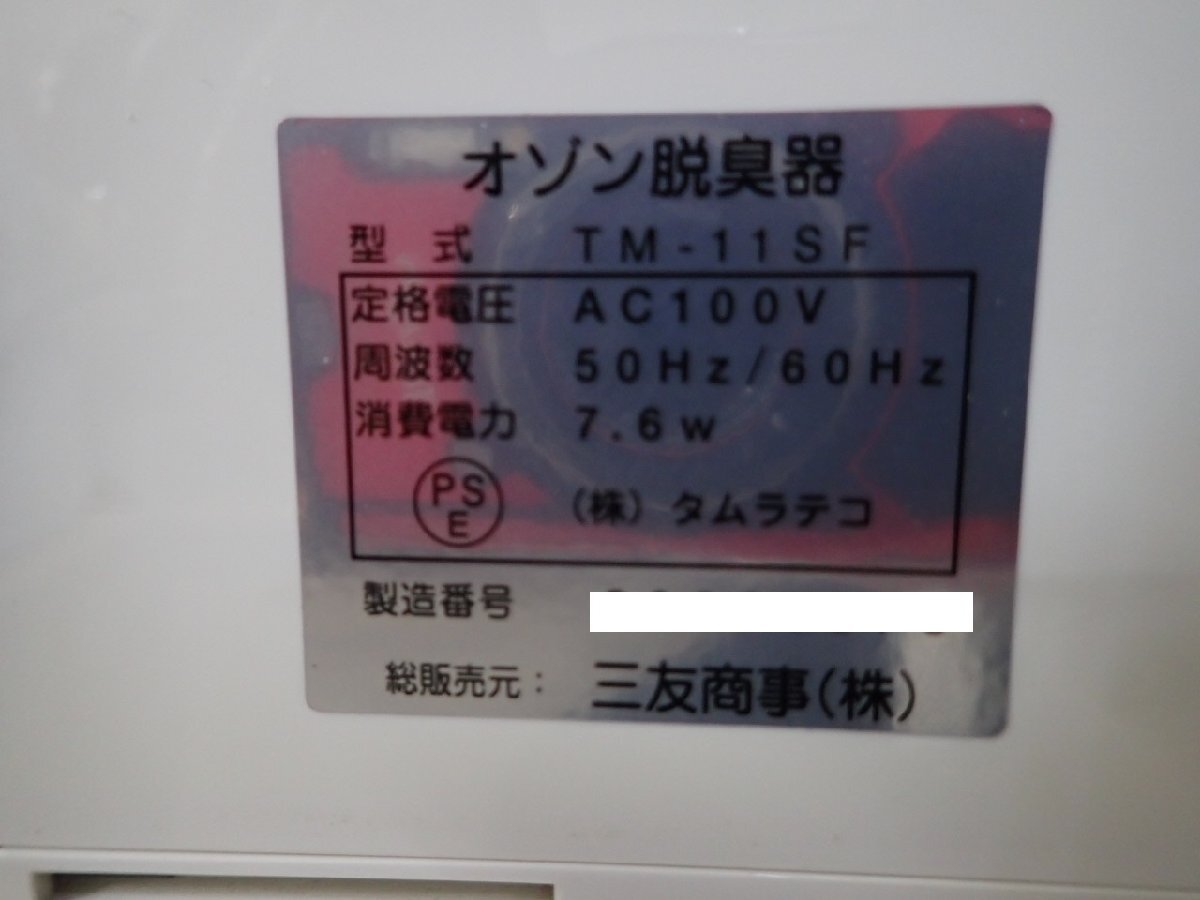 オゾン脱臭器
型 式 TM-11SF
定格電圧 AC100V
周波数 50Hz/60Hz
消費電力 7.6w
PSE (株)タムラテコ
製造番号
総販売元: 三友商事(株)